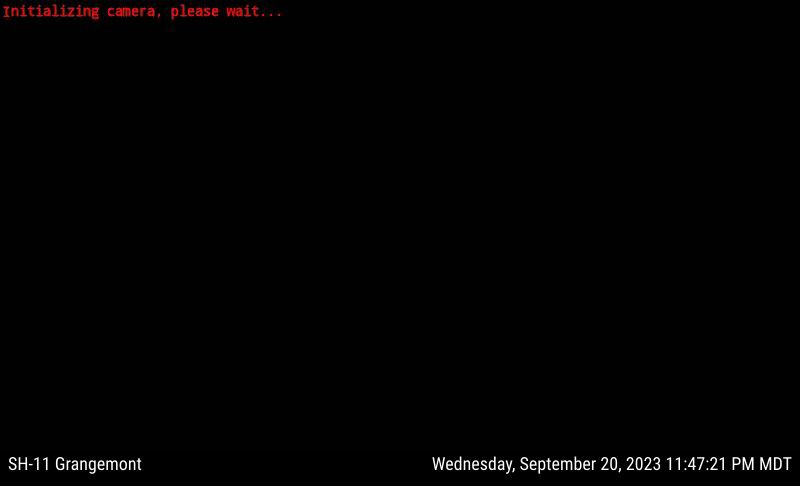 Initializing camera, please wait...
SH-11 Grangemont
Wednesday, September 20, 2023 11:47:21 PM MDT